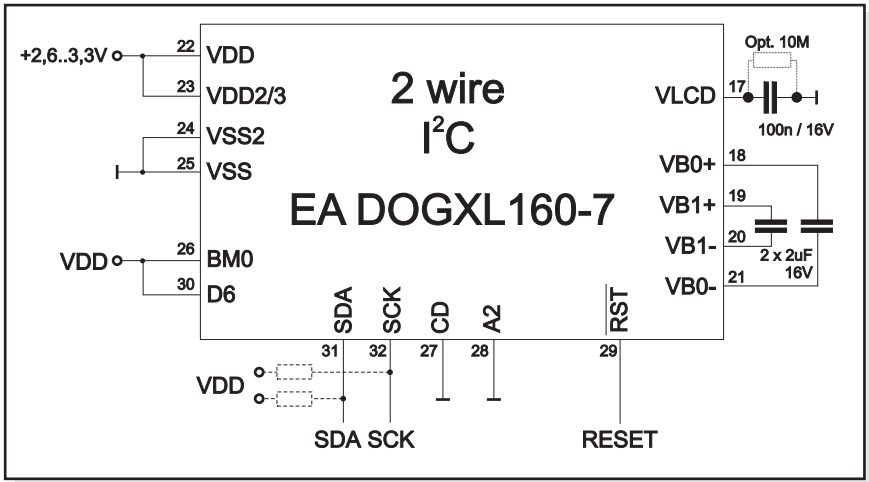 +2,6..3,3V
22 VDD
23 VDD2/3
24 VSS2
25 VSS
VDD
26 BM0
30 D6
2 wire
I²C
EA DOGXL160-7
Opt. 10M
VLCD 17
100n / 16V
VB0+ 18
VB1+ 19
VB1- 20
2 x 2uF
16V
VB0- 21
SDA SCK CD A2 RST
31 32 27 28 29
VDD
SDA SCK RESET